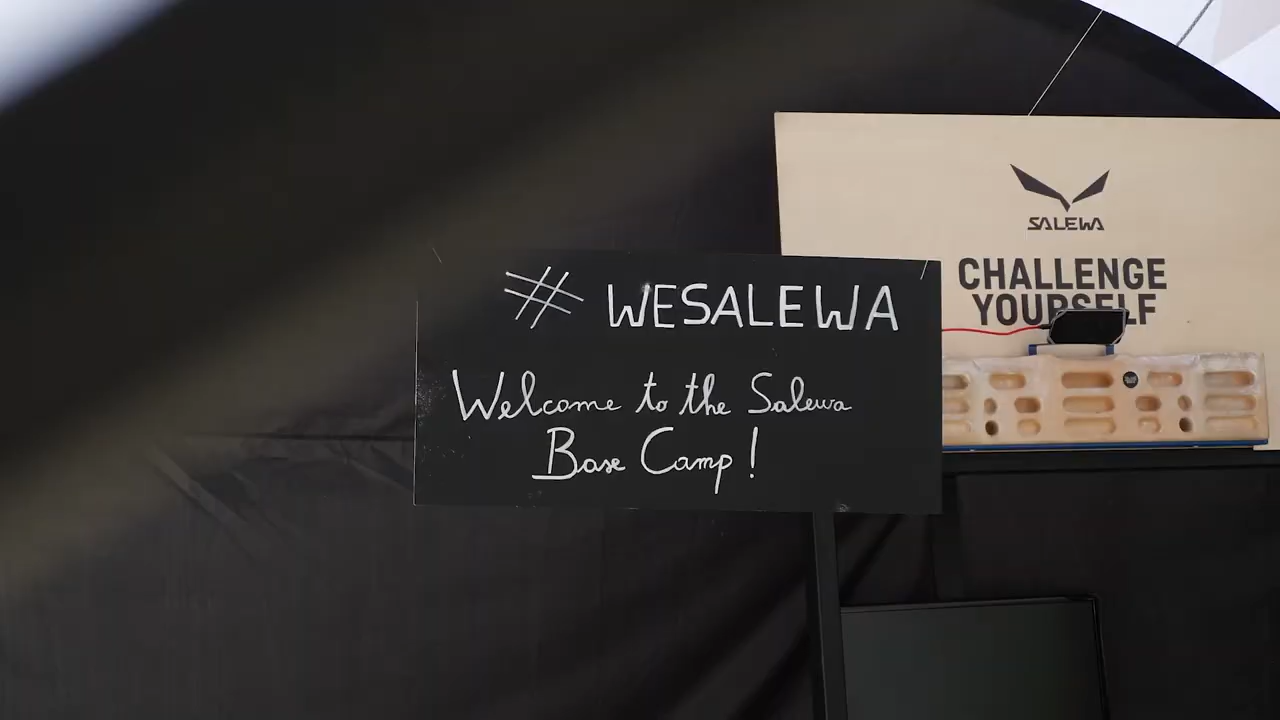 # WESALEWA
Welcome to the Salewa
Base Camp!
SALEWA
CHALLENGE
YOURSELF